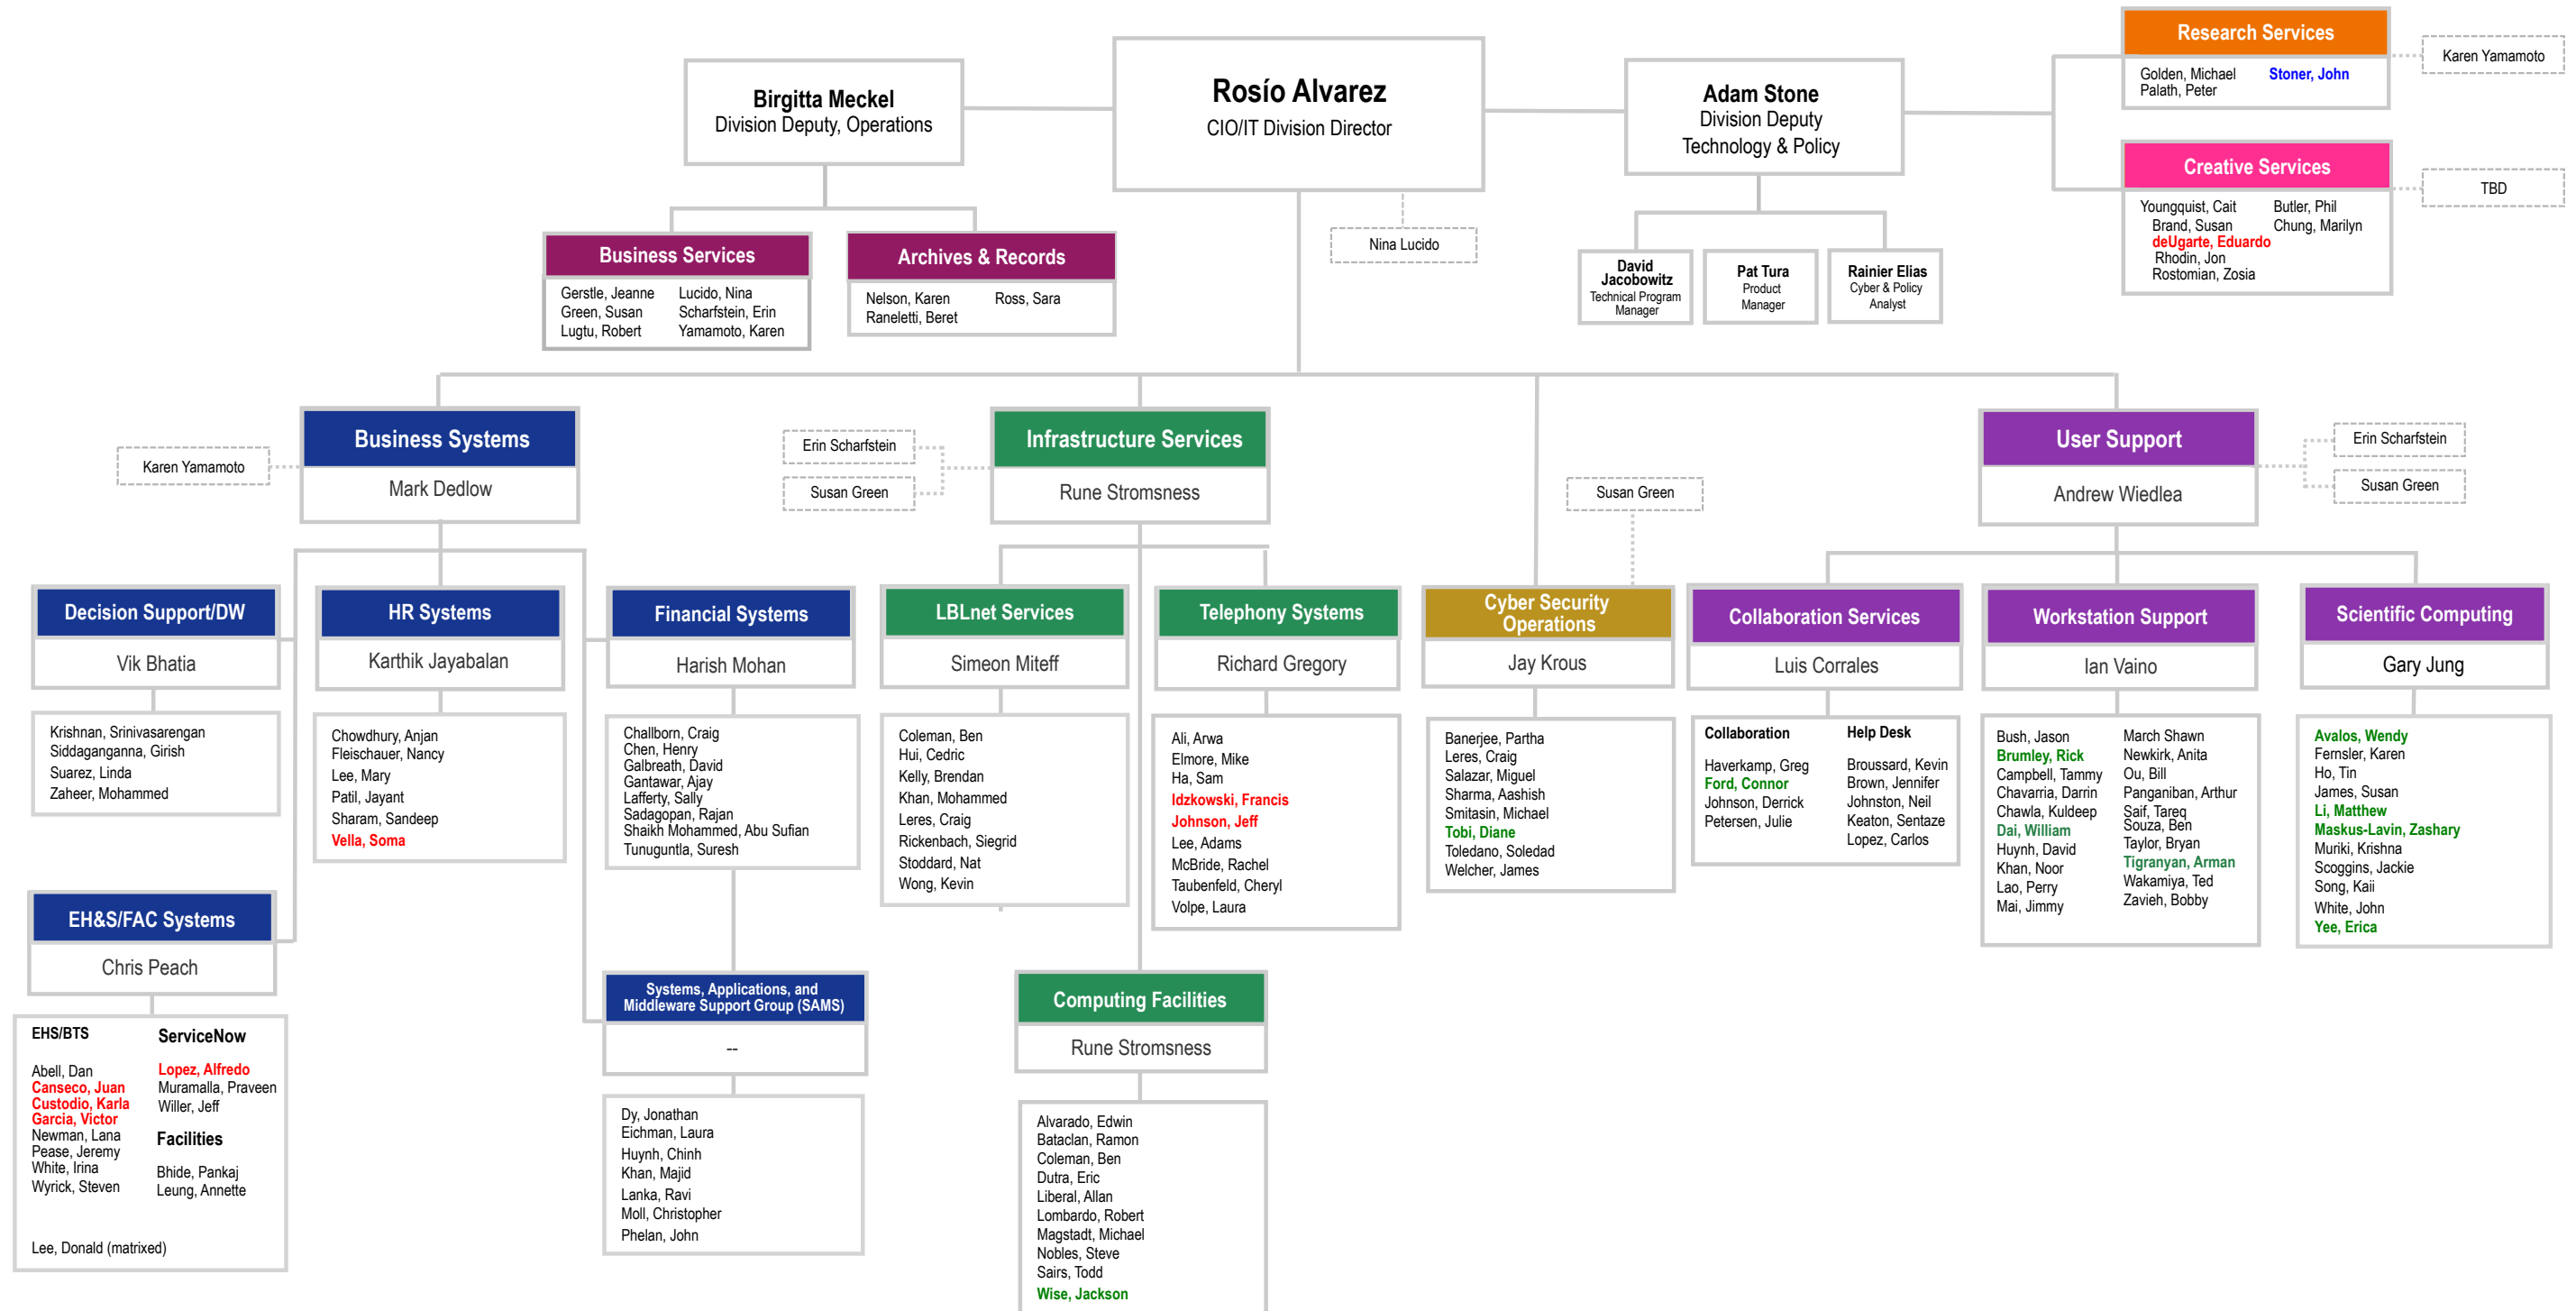 Research Services
Karen Yamamoto
Golden, Michael
Stoner, John
Palath, Peter
Birgitta Meckel
Division Deputy, Operations
Rosío Alvarez
CIO/IT Division Director
Adam Stone
Division Deputy
Technology & Policy
Creative Services
TBD
Youngquist, Cait
Butler, Phil
Brand, Susan
Chung, Marilyn
deUgarte, Eduardo
Rhodin, Jon
Rostomian, Zosia
Nina Lucido
Business Services
Gerstle, Jeanne
Lucido, Nina
Green, Susan
Scharfstein, Erin
Lugtu, Robert
Yamamoto, Karen
Archives & Records
Nelson, Karen
Ross, Sara
Raneletti, Beret
David
Jacobowitz
Technical Program
Manager
Pat Tura
Product
Manager
Rainier Elias
Cyber & Policy
Analyst
Karen Yamamoto
Business Systems
Mark Dedlow
Erin Scharfstein
Susan Green
Infrastructure Services
Rune Stromsness
Susan Green
User Support
Andrew Wiedlea
Erin Scharfstein
Susan Green
Decision Support/DW
Vik Bhatia
Krishnan, Srinivasarengan
Siddaganganna, Girish
Suarez, Linda
Zaheer, Mohammed
HR Systems
Karthik Jayabalan
Chowdhury, Anjan
Fleischauer, Nancy
Lee, Mary
Patil, Jayant
Sharam, Sandeep
Vella, Soma
Financial Systems
Harish Mohan
Challborn, Craig
Chen, Henry
Galbreath, David
Gantawar, Ajay
Lafferty, Sally
Sadagopan, Rajan
Shaikh Mohammed, Abu Sufian
Tunuguntla, Suresh
LBLnet Services
Simeon Miteff
Coleman, Ben
Hui, Cedric
Kelly, Brendan
Khan, Mohammed
Leres, Craig
Rickenbach, Siegrid
Stoddard, Nat
Wong, Kevin
Telephony Systems
Richard Gregory
Ali, Arwa
Elmore, Mike
Ha, Sam
Idzkowski, Francis
Johnson, Jeff
Lee, Adams
McBride, Rachel
Taubenfeld, Cheryl
Volpe, Laura
Cyber Security
Operations
Jay Krous
Banerjee, Partha
Leres, Craig
Salazar, Miguel
Sharma, Aashish
Smitasin, Michael
Tobi, Diane
Toledano, Soledad
Welcher, James
Collaboration Services
Luis Corrales
Collaboration
Haverkamp, Greg
Ford, Connor
Johnson, Derrick
Petersen, Julie
Help Desk
Broussard, Kevin
Brown, Jennifer
Johnston, Neil
Keaton, Sentaze
Lopez, Carlos
Workstation Support
Ian Vaino
Bush, Jason
Brumley, Rick
Campbell, Tammy
Chavarria, Darrin
Chawla, Kuldeep
Dai, William
Huynh, David
Khan, Noor
Lao, Perry
Mai, Jimmy
March Shawn
Newkirk, Anita
Ou, Bill
Panganiban, Arthur
Saif, Tareq
Souza, Ben
Taylor, Bryan
Tigranyan, Arman
Wakamiya, Ted
Zavieh, Bobby
Scientific Computing
Gary Jung
Avalos, Wendy
Fernsler, Karen
Ho, Tin
James, Susan
Li, Matthew
Maskus-Lavin, Zashary
Muriki, Krishna
Scoggins, Jackie
Song, Kaii
White, John
Yee, Erica
EH&S/FAC Systems
Chris Peach
EHS/BTS
Abell, Dan
Canseco, Juan
Custodio, Karla
Garcia, Victor
Newman, Lana
Pease, Jeremy
White, Irina
Wyrick, Steven
Lee, Donald (matrixed)
ServiceNow
Lopez, Alfredo
Muramalla, Praveen
Willer, Jeff
Facilities
Bhide, Pankaj
Leung, Annette
Systems, Applications, and
Middleware Support Group (SAMS)
--
Dy, Jonathan
Eichman, Laura
Huynh, Chinh
Khan, Majid
Lanka, Ravi
Moll, Christopher
Phelan, John
Computing Facilities
Rune Stromsness
Alvarado, Edwin
Bataclan, Ramon
Coleman, Ben
Dutra, Eric
Liberal, Allan
Lombardo, Robert
Magstadt, Michael
Nobles, Steve
Sairs, Todd
Wise, Jackson